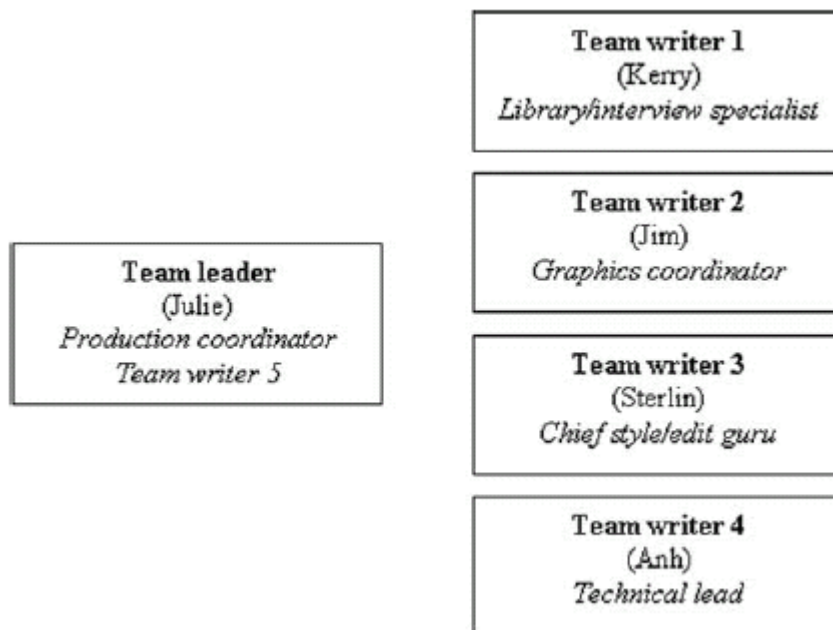 Team leader
(Julie)
Production coordinator
Team writer 5
Team writer 1
(Kerry)
Library/interview specialist
Team writer 2
(Jim)
Graphics coordinator
Team writer 3
(Sterlin)
Chief style/edit guru
Team writer 4
(Anh)
Technical lead